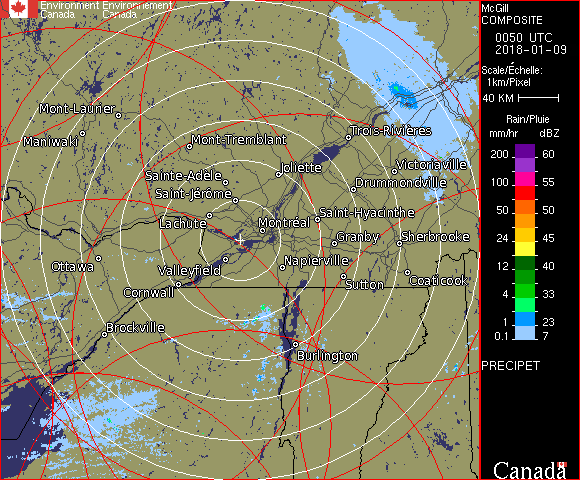 Environment Environnement
Canada Canada
Mont-Laurier
Maniwaki
Mont-Tremblant
Trois-Rivières
Sainte-Adèle
Joliette
Victoriaville
Saint-Jérôme
Drummondville
Lachute
Montréal
Saint-Hyacinthe
Granby
Sherbrooke
Ottawa
Valleyfield
Napierville
Cornwall
Sutton
Coaticook
Brockville
Burlington
McGill
COMPOSITE
0050 UTC
2018-01-09
Scale/Échelle:
1km/Pixel
40 KM
Rain/Pluie
mm/hr dBZ
200 60
100 55
50 50
24 45
12 40
4 33
1 23
0.1 7
PRECIPET
Canada